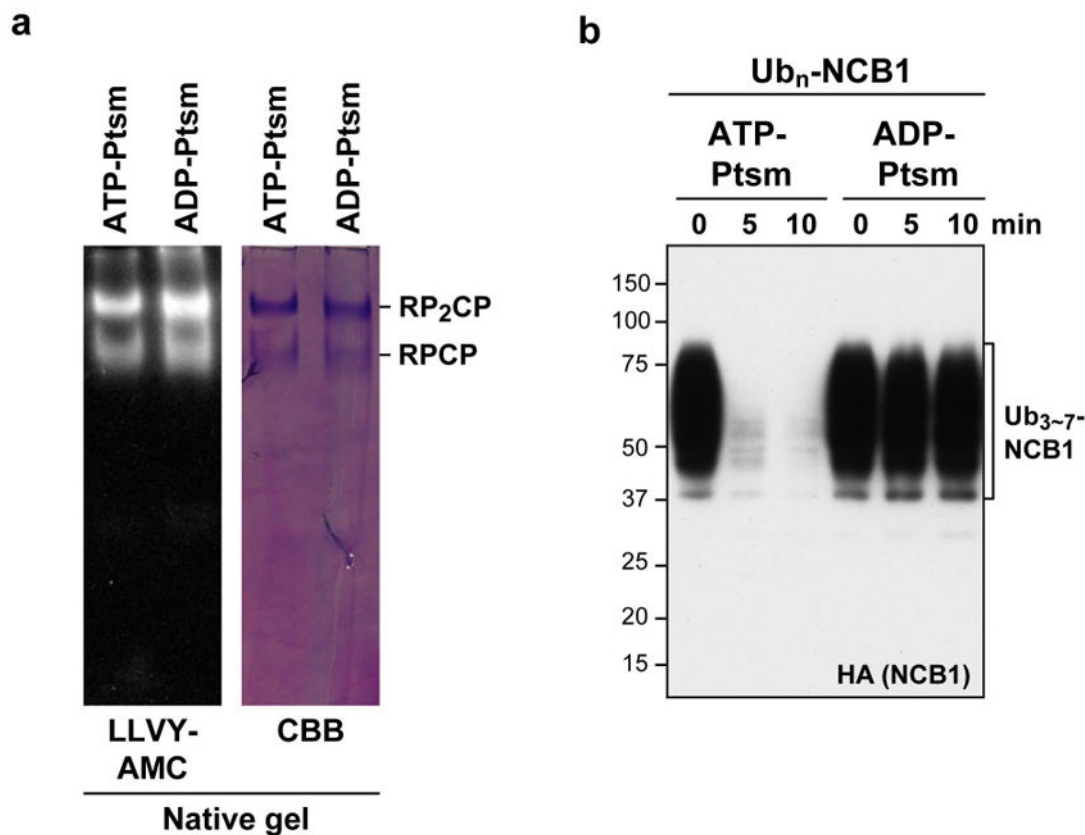 a
ATP-Ptsm
ADP-Ptsm
ATP-Ptsm
ADP-Ptsm
RP₂CP
RPCP
LLVY-
AMC
CBB
Native gel
b
Ubₙ-NCB1
ATP-
Ptsm
ADP-
Ptsm
0 5 10 0 5 10 min
150
100
75
50
37
25
20
15
Ub₃~₇-
NCB1
HA (NCB1)